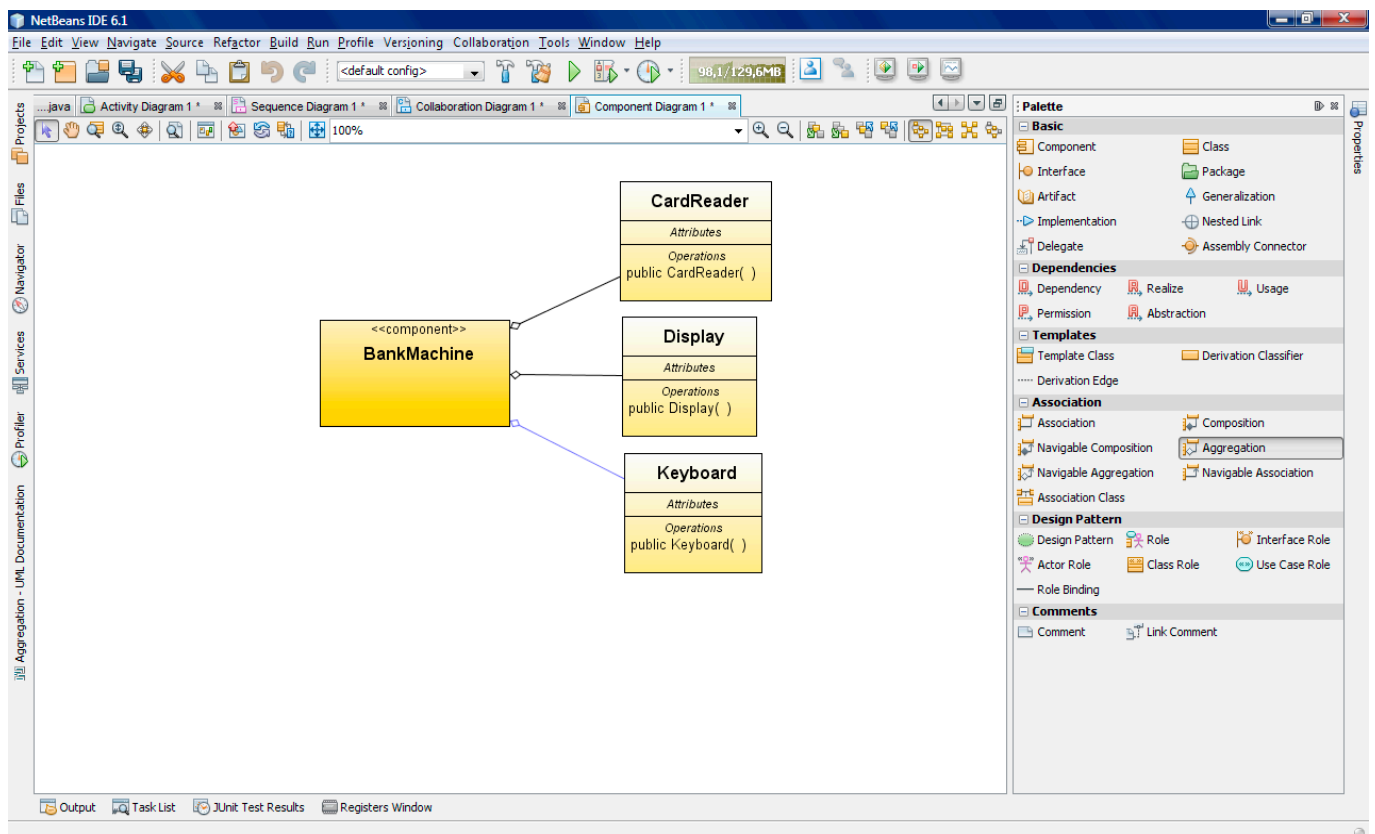 NetBeans IDE 6.1
File Edit View Navigate Source Refactor Build Run Profile Versioning Collaboration Tools Window Help
<default config> 98,1/129,6MB
....java Activity Diagram 1 * Sequence Diagram 1 * Collaboration Diagram 1 * Component Diagram 1 *
100%
Projects
Files
Navigator
Services
Profiler
Aggregation - UML Documentation
CardReader
Attributes
Operations
public CardReader( )
<<component>>
BankMachine
Display
Attributes
Operations
public Display( )
Keyboard
Attributes
Operations
public Keyboard( )
Palette
Basic
Component Class
Interface Package
Artifact Generalization
Implementation Nested Link
Delegate Assembly Connector
Dependencies
Dependency Realize Usage
Permission Abstraction
Templates
Template Class Derivation Classifier
Derivation Edge
Association
Association Composition
Navigable Composition Aggregation
Navigable Aggregation Navigable Association
Association Class
Design Pattern
Design Pattern Role Interface Role
Actor Role Class Role Use Case Role
Role Binding
Comments
Comment Link Comment
Properties
Output Task List JUnit Test Results Registers Window